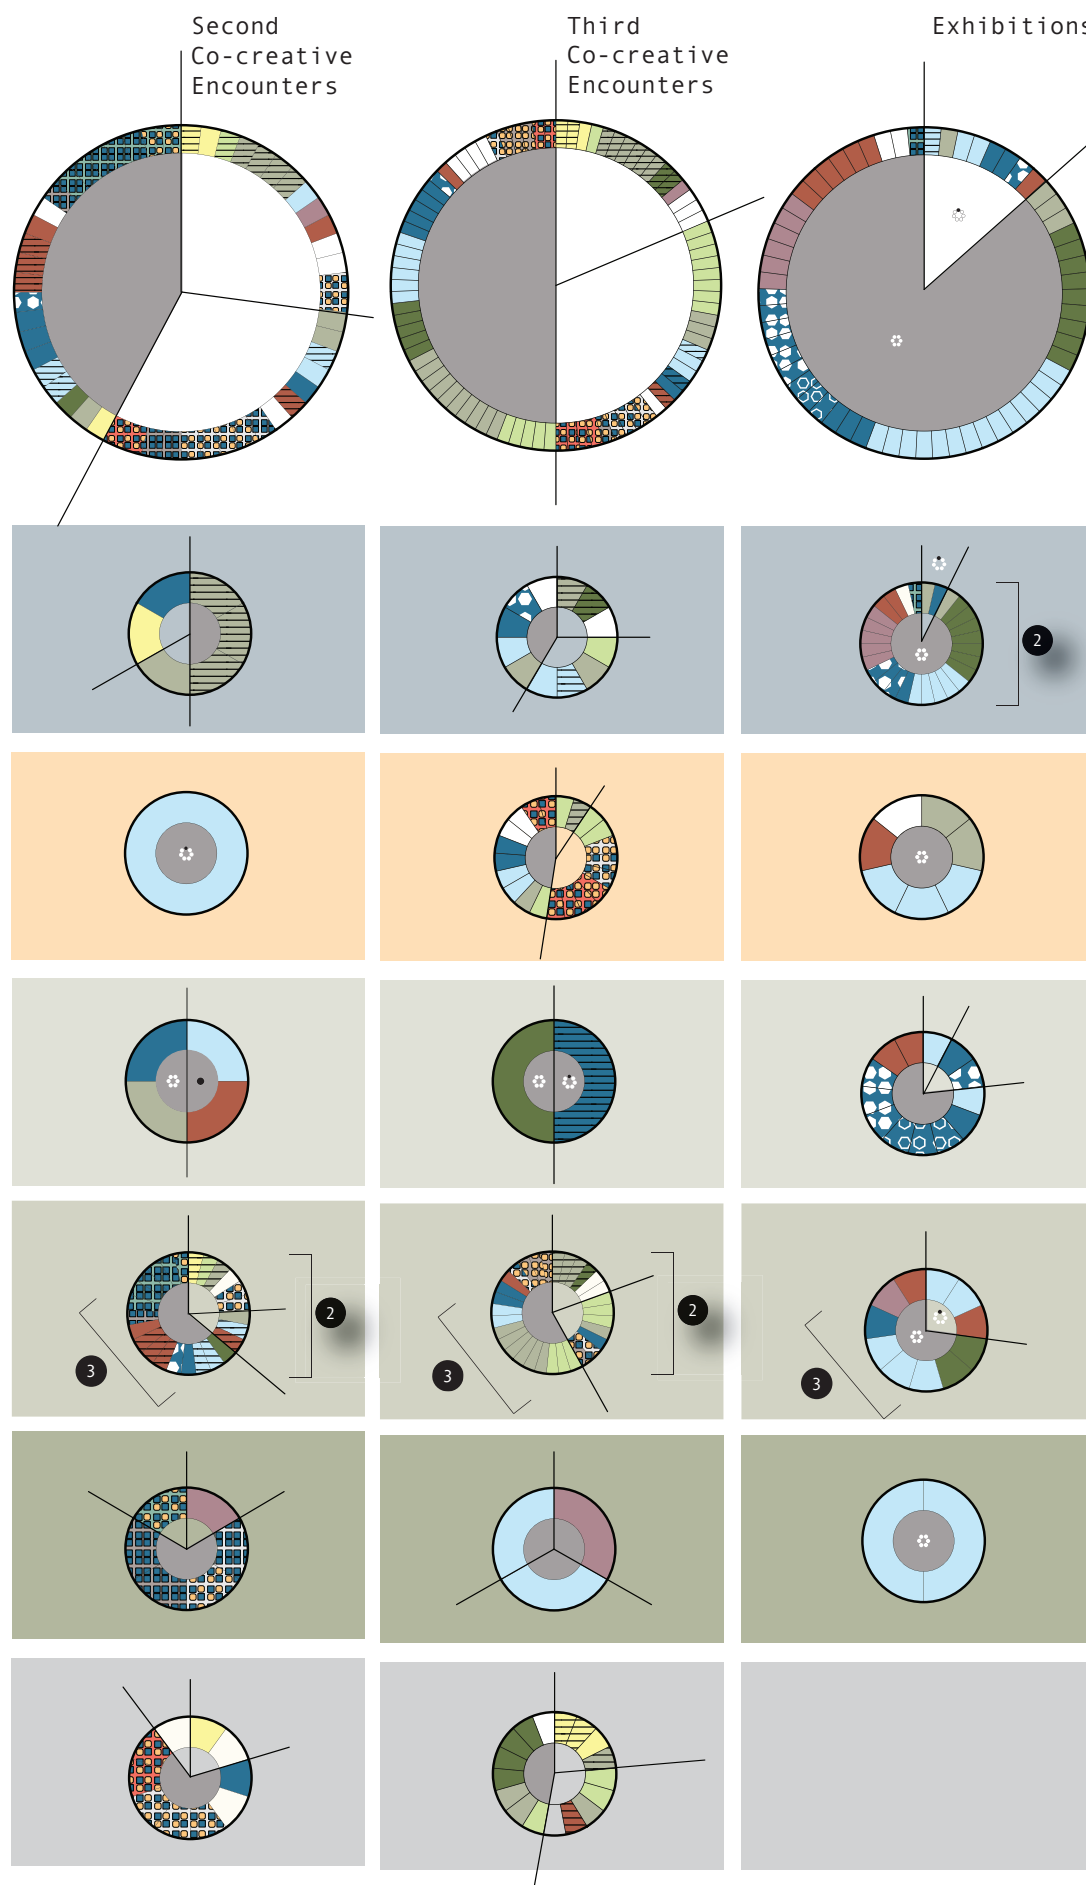 Second
Co-creative
Encounters
Third
Co-creative
Encounters
Exhibitions
2
2
3
2
3
3